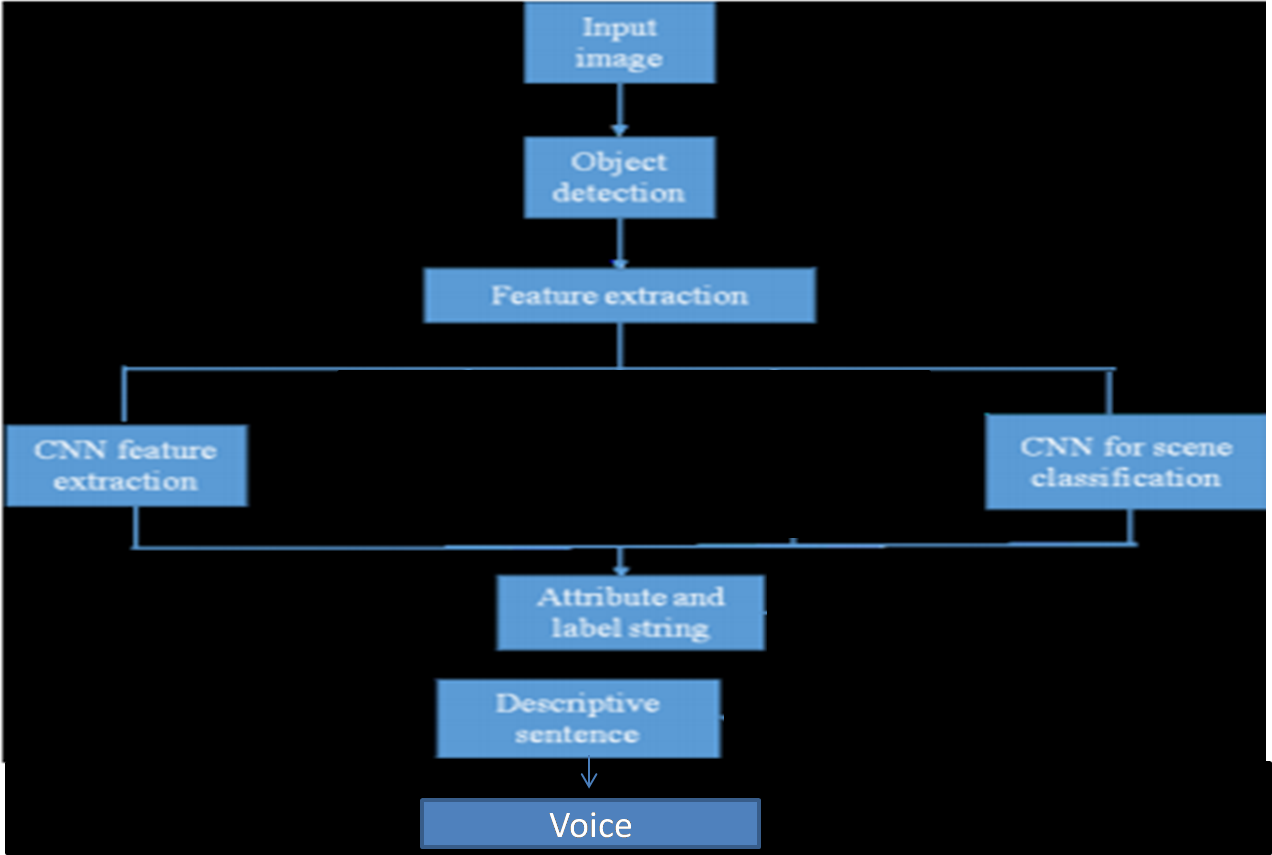 Input
image
Object
detection
Feature extraction
CNN feature
extraction
CNN for scene
classification
Attribute and
label string
Descriptive
sentence
Voice